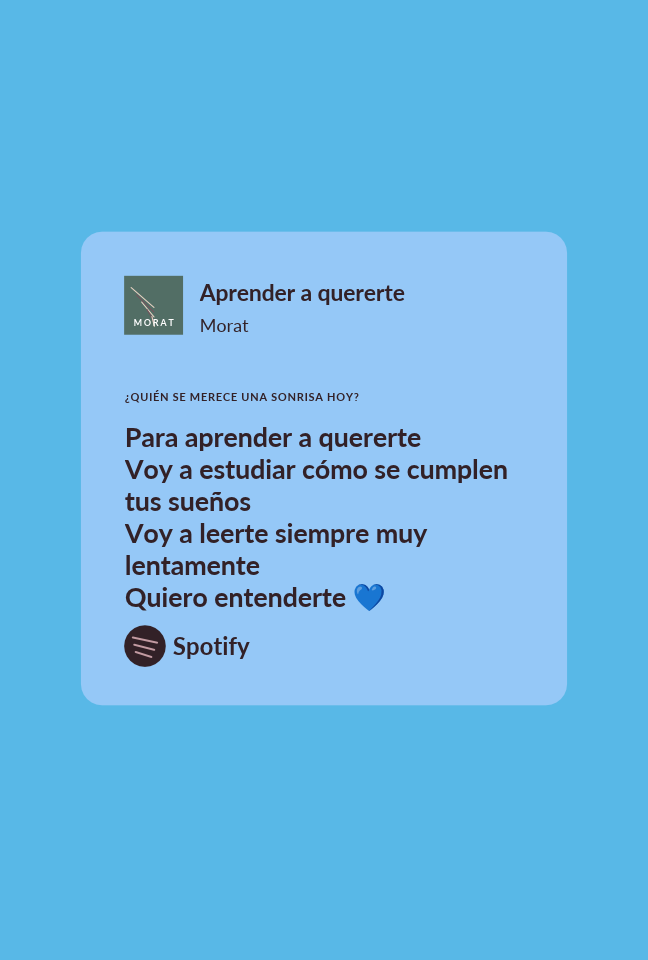 MORAT
Aprender a quererte
Morat
¿QUIÉN SE MERECE UNA SONRISA HOY?
Para aprender a quererte
Voy a estudiar cómo se cumplen
tus sueños
Voy a leerte siempre muy
lentamente
Quiero entenderte 💙
Spotify